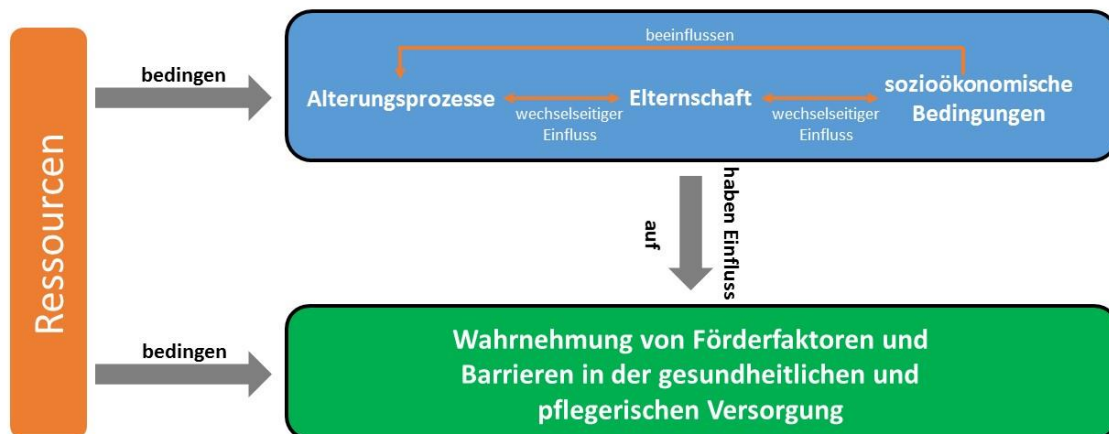 Ressourcen
bedingen
beeinflussen
Alterungsprozesse
wechselseitiger
Einfluss
Elternschaft
wechselseitiger
Einfluss
sozioökonomische
Bedingungen
haben Einfluss
auf
bedingen
Wahrnehmung von Förderfaktoren und
Barrieren in der gesundheitlichen und
pflegerischen Versorgung